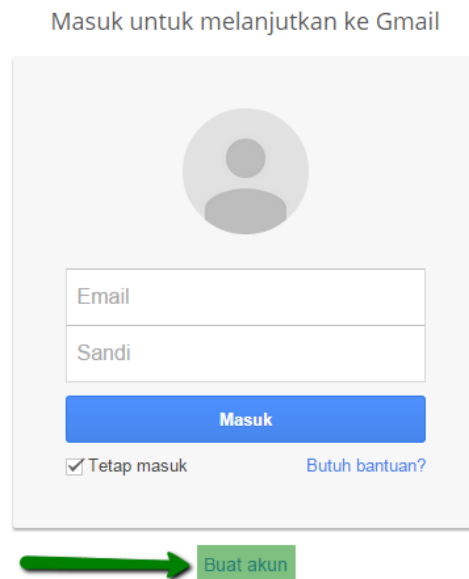 Masuk untuk melanjutkan ke Gmail
Email
Sandi
Masuk
Tetap masuk Butuh bantuan?
Buat akun